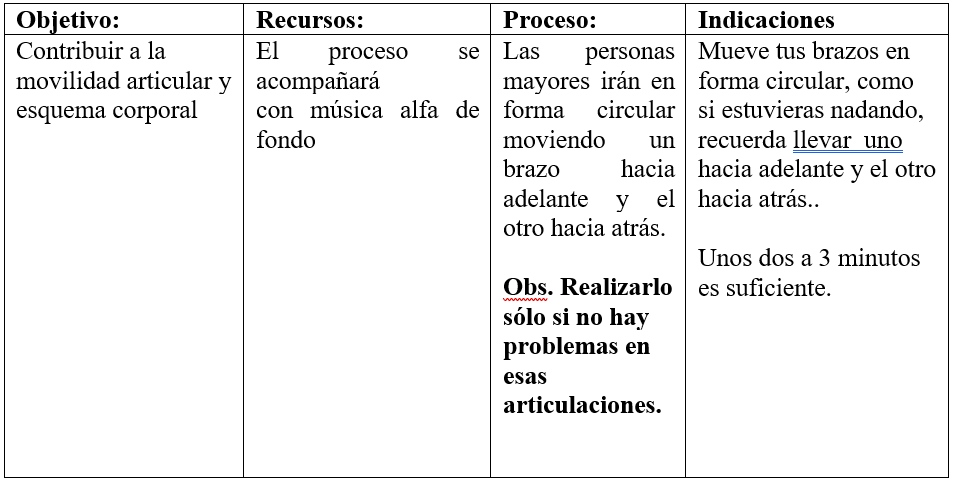 Objetivo:
Contribuir a la
movilidad articular y
esquema corporal
Recursos:
El proceso se
acompañará
con música alfa de
fondo
Proceso:
Las personas
mayores irán en
forma circular
moviendo un
brazo hacia
adelante y el
otro hacia atrás.
Obs. Realizarlo
sólo si no hay
problemas en
esas
articulaciones.
Indicaciones
Mueve tus brazos en
forma circular, como
si estuvieras nadando,
recuerda llevar uno
hacia adelante y el otro
hacia atrás..
Unos dos a 3 minutos
es suficiente.